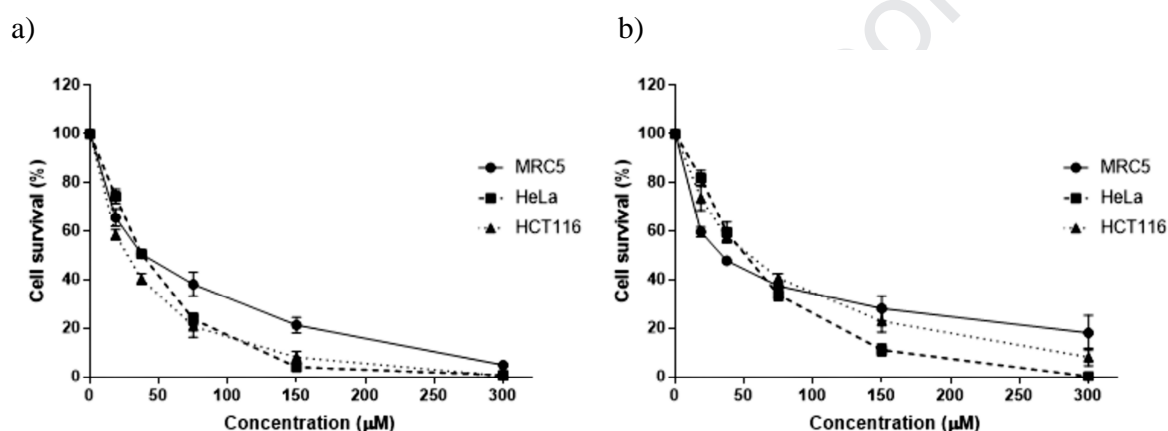 a)
b)
120
100
80
60
40
20
0
0 50 100 150 200 250 300
Cell survival (%)
Concentration (µM)
MRC5
HeLa
HCT116
120
100
80
60
40
20
0
0 50 100 150 200 250 300
Cell survival (%)
Concentration (µM)
MRC5
HeLa
HCT116